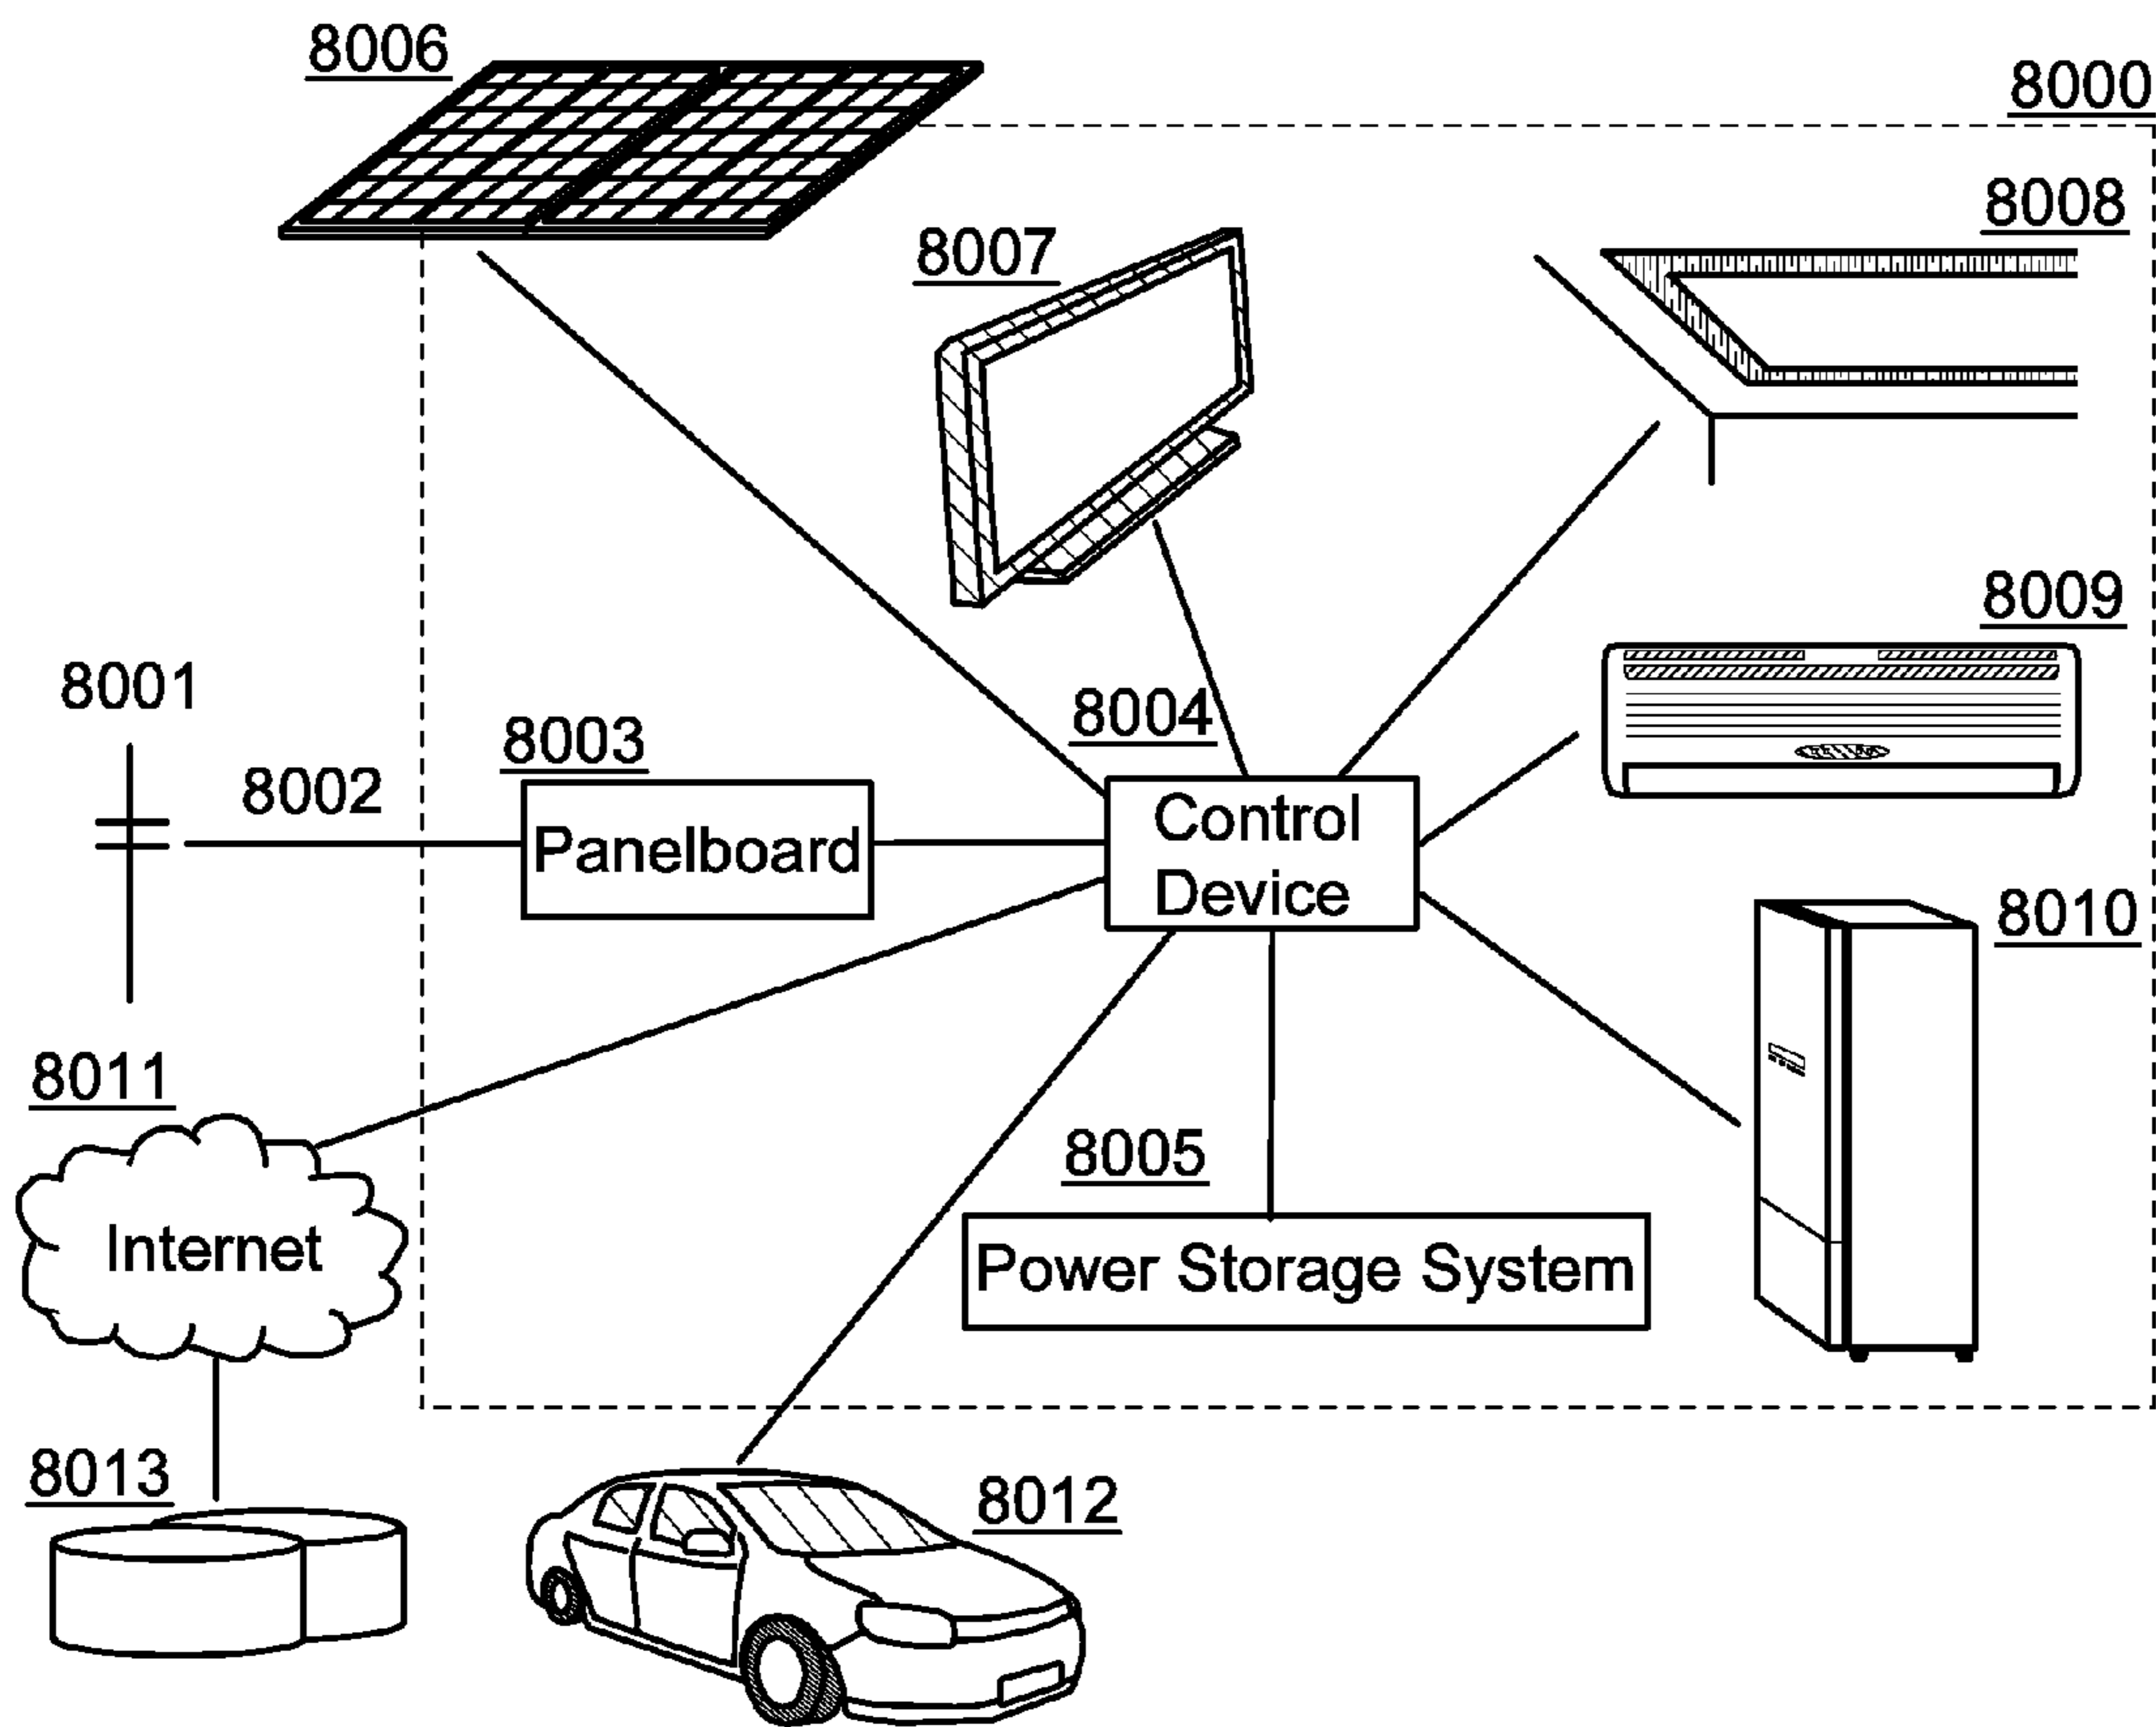 8006
8000
8008
8007
8009
8001
8004
8003
8002
Control
Device
Panelboard
8010
8011
8005
Internet
Power Storage System
8013
8012